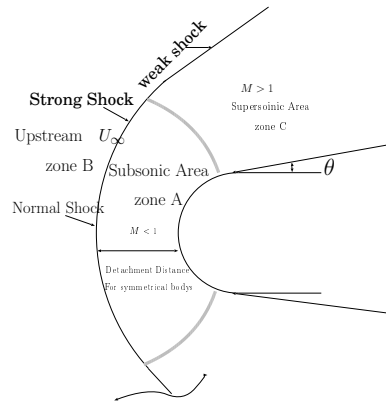 weak shock
M > 1
Supersoinic Area
zone C
Strong Shock
Upstream U∞
zone B
Subsonic Area
zone A
θ
Normal Shock
M < 1
Detachment Distance
For symmetrical bodys